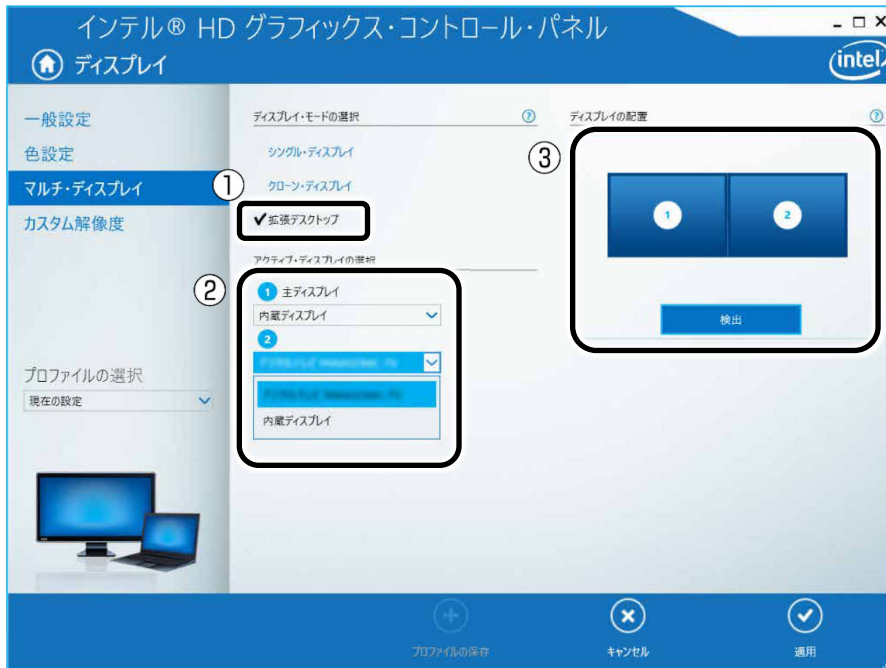 インテル® HD グラフィックス・コントロール・パネル
ディスプレイ
intel
一般設定
色設定
マルチ・ディスプレイ
カスタム解像度
プロファイルの選択
現在の設定
ディスプレイ・モードの選択
シングル・ディスプレイ
クローン・ディスプレイ
①
✔拡張デスクトップ
アクティブ・ディスプレイの選択
②
1 主ディスプレイ
内蔵ディスプレイ
2
内蔵ディスプレイ
ディスプレイの配置
③
1 2
検出
プロファイルの保存
キャンセル
適用